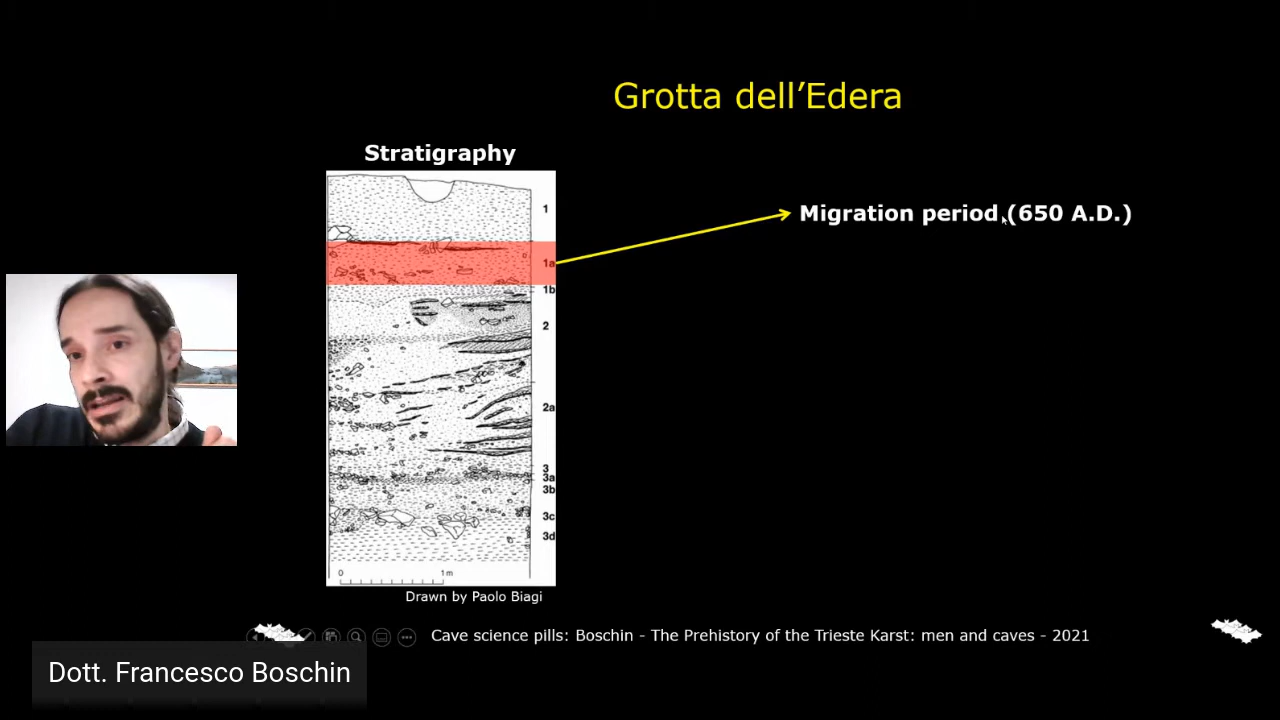 Grotta dell’Edera
Stratigraphy
1
1a
1b
2
2a
3
3a
3b
3c
3d
0 1m
Drawn by Paolo Biagi
Migration period (650 A.D.)
Cave science pills: Boschin - The Prehistory of the Trieste Karst: men and caves - 2021
Dott. Francesco Boschin